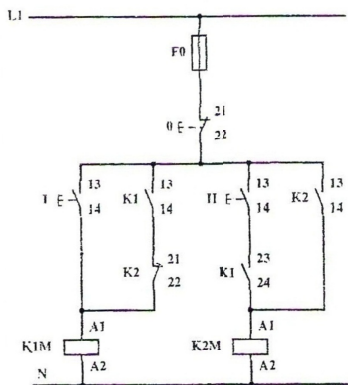 L1
F0
21
0
22
13 13 13 13
I K1 II K2
14 14 14 14
21 23
K2 K1
22 24
A1 A1
K1M K2M
A2 A2
N